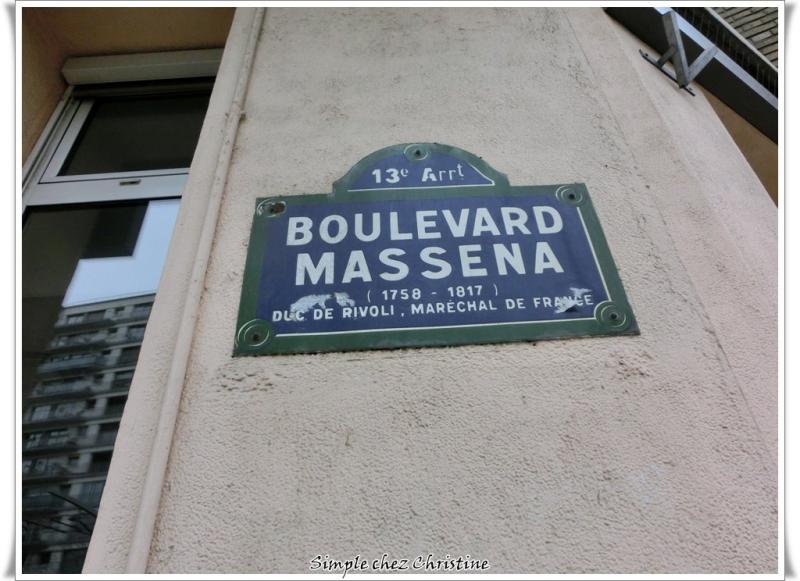 13e Arrt
BOULEVARD
MASSENA
( 1758 - 1817 )
DUC DE RIVOLI, MARÉCHAL DE FRANCE
Simple chez Christine